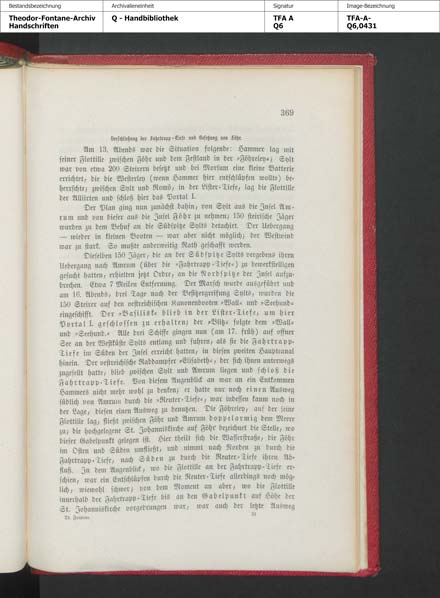 Bestandsbezeichnung
Archivalieneinheit
Signatur
Image-Bezeichnung
Theodor-Fontane-Archiv
Handschriften
Q - Handbibliothek
TFA A
Q6
TFA-A-
Q6,0431
369
Verschließung der Fahrtrapp-Tiefe und Besetzung von Föhr.
Am 13. Abends war die Situation folgende: Hammer lag mit
seiner Flottille zwischen Föhr und dem Festland in der »Föhrerley«; Sylt
war von etwa 200 Steirern besetzt und bei Morsum eine kleine Batterie
errichtet, die die Westerley (wenn Hammer hier entschlüpfen wollte) be-
herrschte; zwischen Sylt und Romö, in der Lister-Tiefe, lag die Flottille
der Alliirten und schloß hier das Portal I.
Der Plan ging nun zunächst dahin, von Sylt aus die Insel Am-
rum und von dieser aus die Insel Föhr zu nehmen; 150 steirische Jäger
wurden zu dem Behuf an die Südspitze Sylts detachirt. Der Uebergang
— wieder in kleinen Booten — war aber nicht möglich; der Westwind
war zu stark. So mußte anderweitig Rath geschafft werden.
Dieselben 150 Jäger, die an der Südspitze Sylts vergebens ihren
Uebergang nach Amrum (über die »Fahrtrapp-Tiefe«) zu bewerkstelligen
gesucht hatten, erhielten jetzt Ordre, an die Nordspitze der Insel aufzu-
brechen. Etwa 7 Meilen Entfernung. Der Marsch wurde ausgeführt und
am 16. Abends, drei Tage nach der Besitzergreifung Sylts, wurden die
150 Steirer auf den oestreichischen Kanonenbooten »Wall« und »Seehund«
eingeschifft. Der »Basilisk« blieb in der Lister-Tiefe, um hier
Portal I. geschlossen zu erhalten; der »Blitz« folgte dem »Wall«
und »Seehund.« Alle drei Schiffe gingen nun (am 17. früh) auf offner
See an der Westküste Sylts entlang und fuhren, als sie die Fahrtrapp-
Tiefe im Süden der Insel erreicht hatten, in diesen zweiten Hauptcanal
hinein. Der oestreichische Raddampfer »Elisabeth«, der sich ihnen unterwegs
zugesellt hatte, blieb zwischen Sylt und Amrum liegen und schloß die
Fahrtrapp-Tiefe. Von diesem Augenblick an war an ein Entkommen
Hammers nicht mehr wohl zu denken; er hatte nur noch einen Ausweg
südlich von Amrum durch die »Reuter-Tiefe«, war indessen kaum noch in
der Lage, diesen einen Ausweg zu benutzen. Die Föhrerley, auf der seine
Flottille lag, fließt zwischen Föhr und Amrum doppelarmig dem Meere
zu; die hochgelegene St. Johanniskirche auf Föhr bezeichnet die Stelle, wo
dieser Gabelpunkt gelegen ist. Hier theilt sich die Wasserstraße, die Föhr
im Osten und Süden umfließt, und nimmt nach Norden zu durch die
Fahrtrapp-Tiefe, nach Süden zu durch die Reuter-Tiefe ihren Ab-
fluß. In dem Augenblick, wo die Flottille an der Fahrtrapp-Tiefe er-
schien, war ein Entschlüpfen durch die Reuter-Tiefe allerdings noch mög-
lich, wiewohl schwer; von dem Moment an aber, wo die Flottille
innerhalb der Fahrtrapp-Tiefe bis an den Gabelpunkt auf Höhe der
St. Johanniskirche vorgedrungen war, war auch der letzte Ausweg
Th. Fontane.